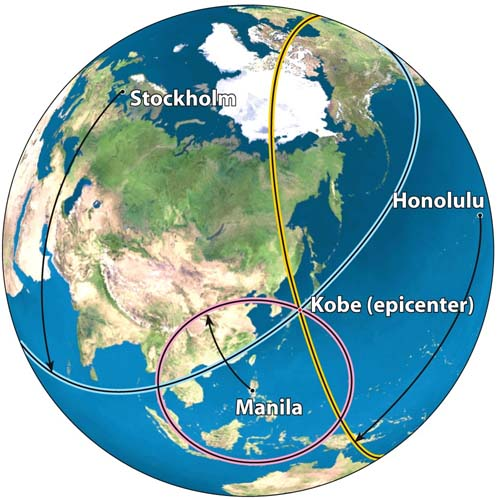 Stockholm
Honolulu
Kobe (epicenter)
Manila